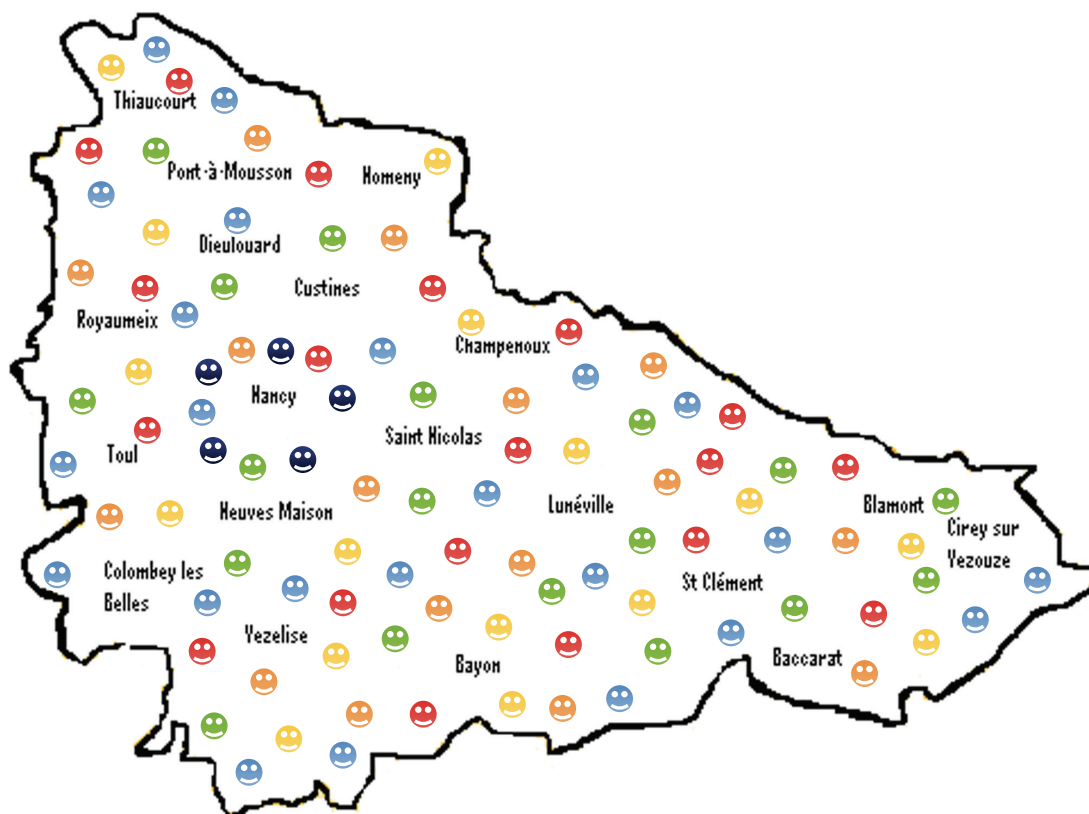 Thiaucourt
Pont-à-Mousson
Nomeny
Dieulouard
Custines
Royaumeix
Champenoux
Nancy
Saint Nicolas
Toul
Neuves Maison
Lunéville
Blamont
Cirey sur
Vezouze
Colombey les
Belles
St Clément
Vezelise
Bayon
Baccarat